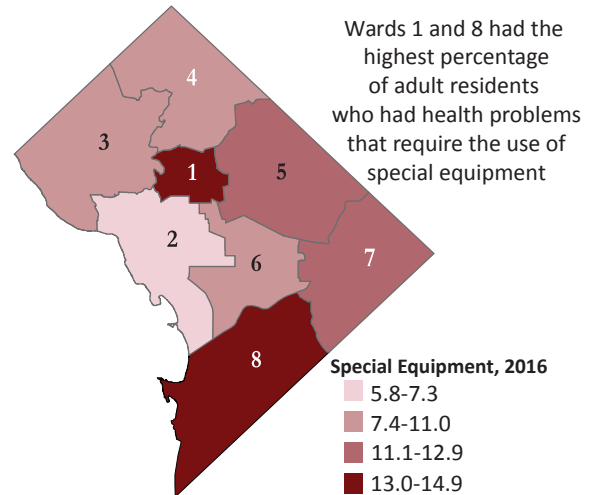 Wards 1 and 8 had the
highest percentage
of adult residents
who had health problems
that require the use of
special equipment
4
3
1
5
2
6
7
8
Special Equipment, 2016
5.8-7.3
7.4-11.0
11.1-12.9
13.0-14.9